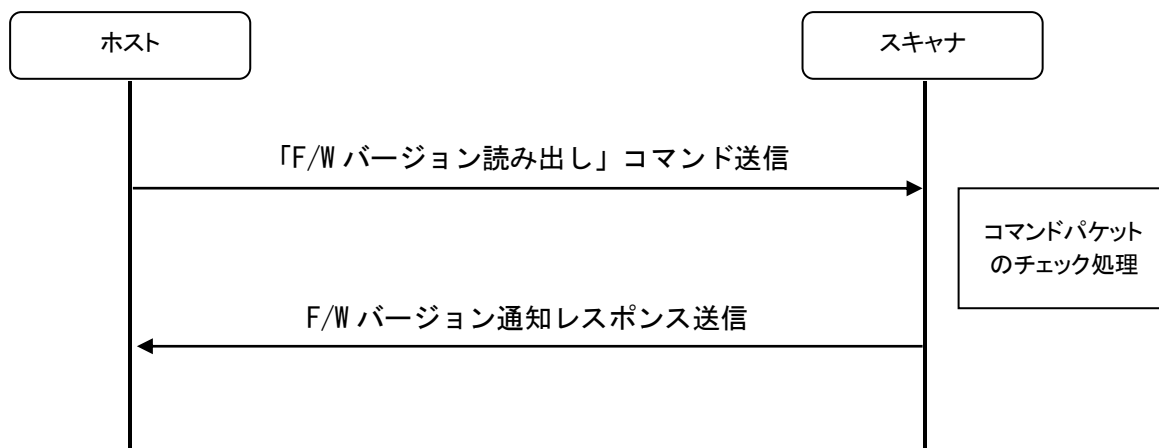 ホスト
スキャナ
「F/W バージョン読み出し」コマンド送信
コマンドパケット
のチェック処理
F/W バージョン通知レスポンス送信